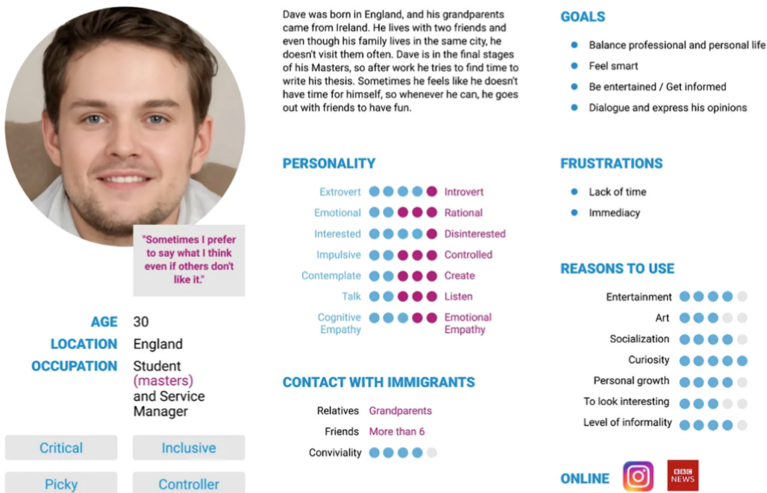 Dave was born in England, and his grandparents
came from Ireland. He lives with two friends and
even though his family lives in the same city, he
doesn't visit them often. Dave is in the final stages
of his Masters, so after work he tries to find time to
write his thesis. Sometimes he feels like he doesn't
have time for himself, so whenever he can, he goes
out with friends to have fun.
"Sometimes I prefer
to say what I think
even if others don't
like it."
AGE 30
LOCATION England
OCCUPATION Student
(masters)
and Service
Manager
Critical Inclusive
Picky Controller
PERSONALITY
Extrovert Introvert
Emotional Rational
Interested Disinterested
Impulsive Controlled
Contemplate Create
Talk Listen
Cognitive Emotional
Empathy Empathy
CONTACT WITH IMMIGRANTS
Relatives Grandparents
Friends More than 6
Conviviality
GOALS
Balance professional and personal life
Feel smart
Be entertained / Get informed
Dialogue and express his opinions
FRUSTRATIONS
Lack of time
Immediacy
REASONS TO USE
Entertainment
Art
Socialization
Curiosity
Personal growth
To look interesting
Level of informality
ONLINE BBC
NEWS